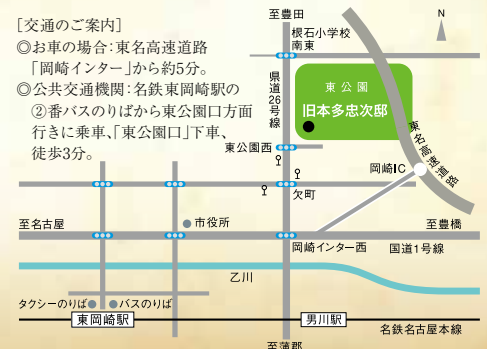 [交通のご案内]
◎お車の場合：東名高速道路
「岡崎インター」から約5分。
◎公共交通機関：名鉄東岡崎駅の
②番バスのりばから東公園口方面
行きに乗車、「東公園口」下車、
徒歩3分。
至豊田
N
根石小学校
南東
県道26号線
東公園
旧本多忠次邸
東名高速道路
東公園西
岡崎IC
欠町
至名古屋
市役所
至豊橋
岡崎インター西
国道1号線
乙川
タクシーのりば
バスのりば
東岡崎駅
男川駅
名鉄名古屋本線
至蒲郡